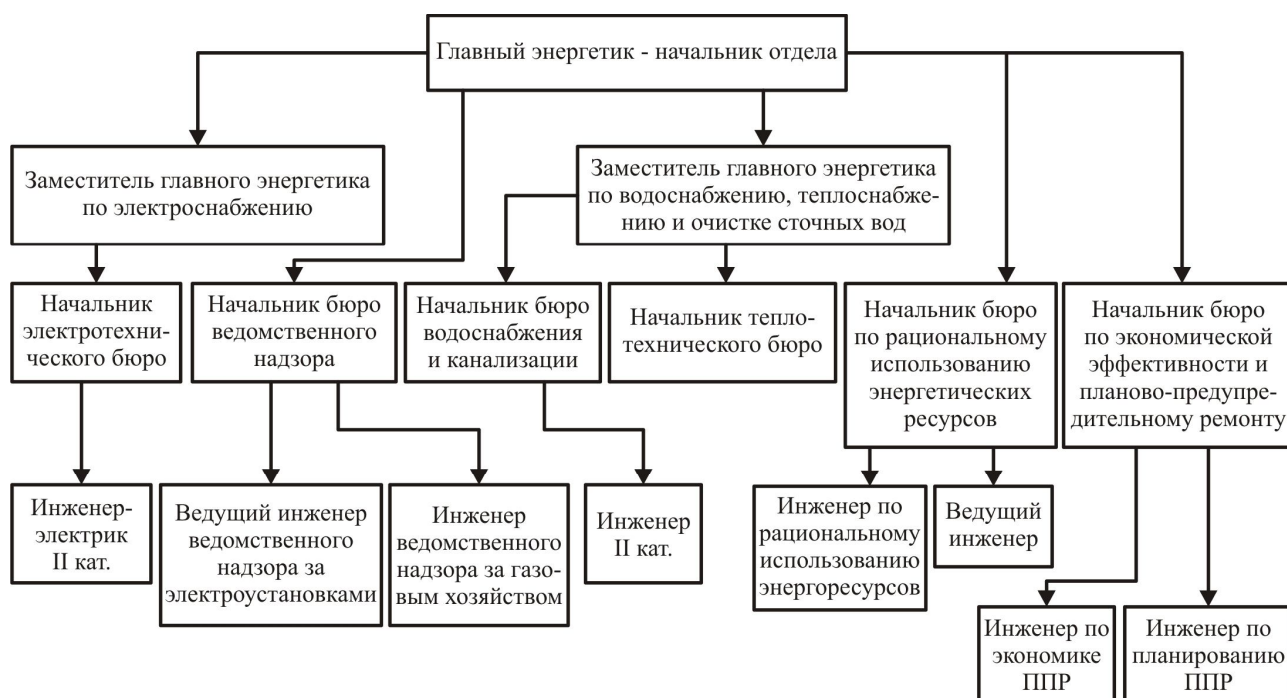 Главный энергетик - начальник отдела
Заместитель главного энергетика
по электроснабжению
Заместитель главного энергетика
по водоснабжению, теплоснабже-
нию и очистке сточных вод
Начальник
электротехни-
ческого бюро
Начальник бюро
ведомственного
надзора
Начальник бюро
водоснабжения
и канализации
Начальник тепло-
технического бюро
Начальник бюро
по рациональному
использованию
энергетических
ресурсов
Начальник бюро
по экономической
эффективности и
планово-предупре-
дительному ремонту
Инженер-
электрик
II кат.
Ведущий инженер
ведомственного
надзора за
электроустановками
Инженер
ведомственного
надзора за газо-
вым хозяйством
Инженер
II кат.
Инженер по
рациональному
использованию
энергоресурсов
Ведущий
инженер
Инженер по
экономике
ППР
Инженер по
планированию
ППР